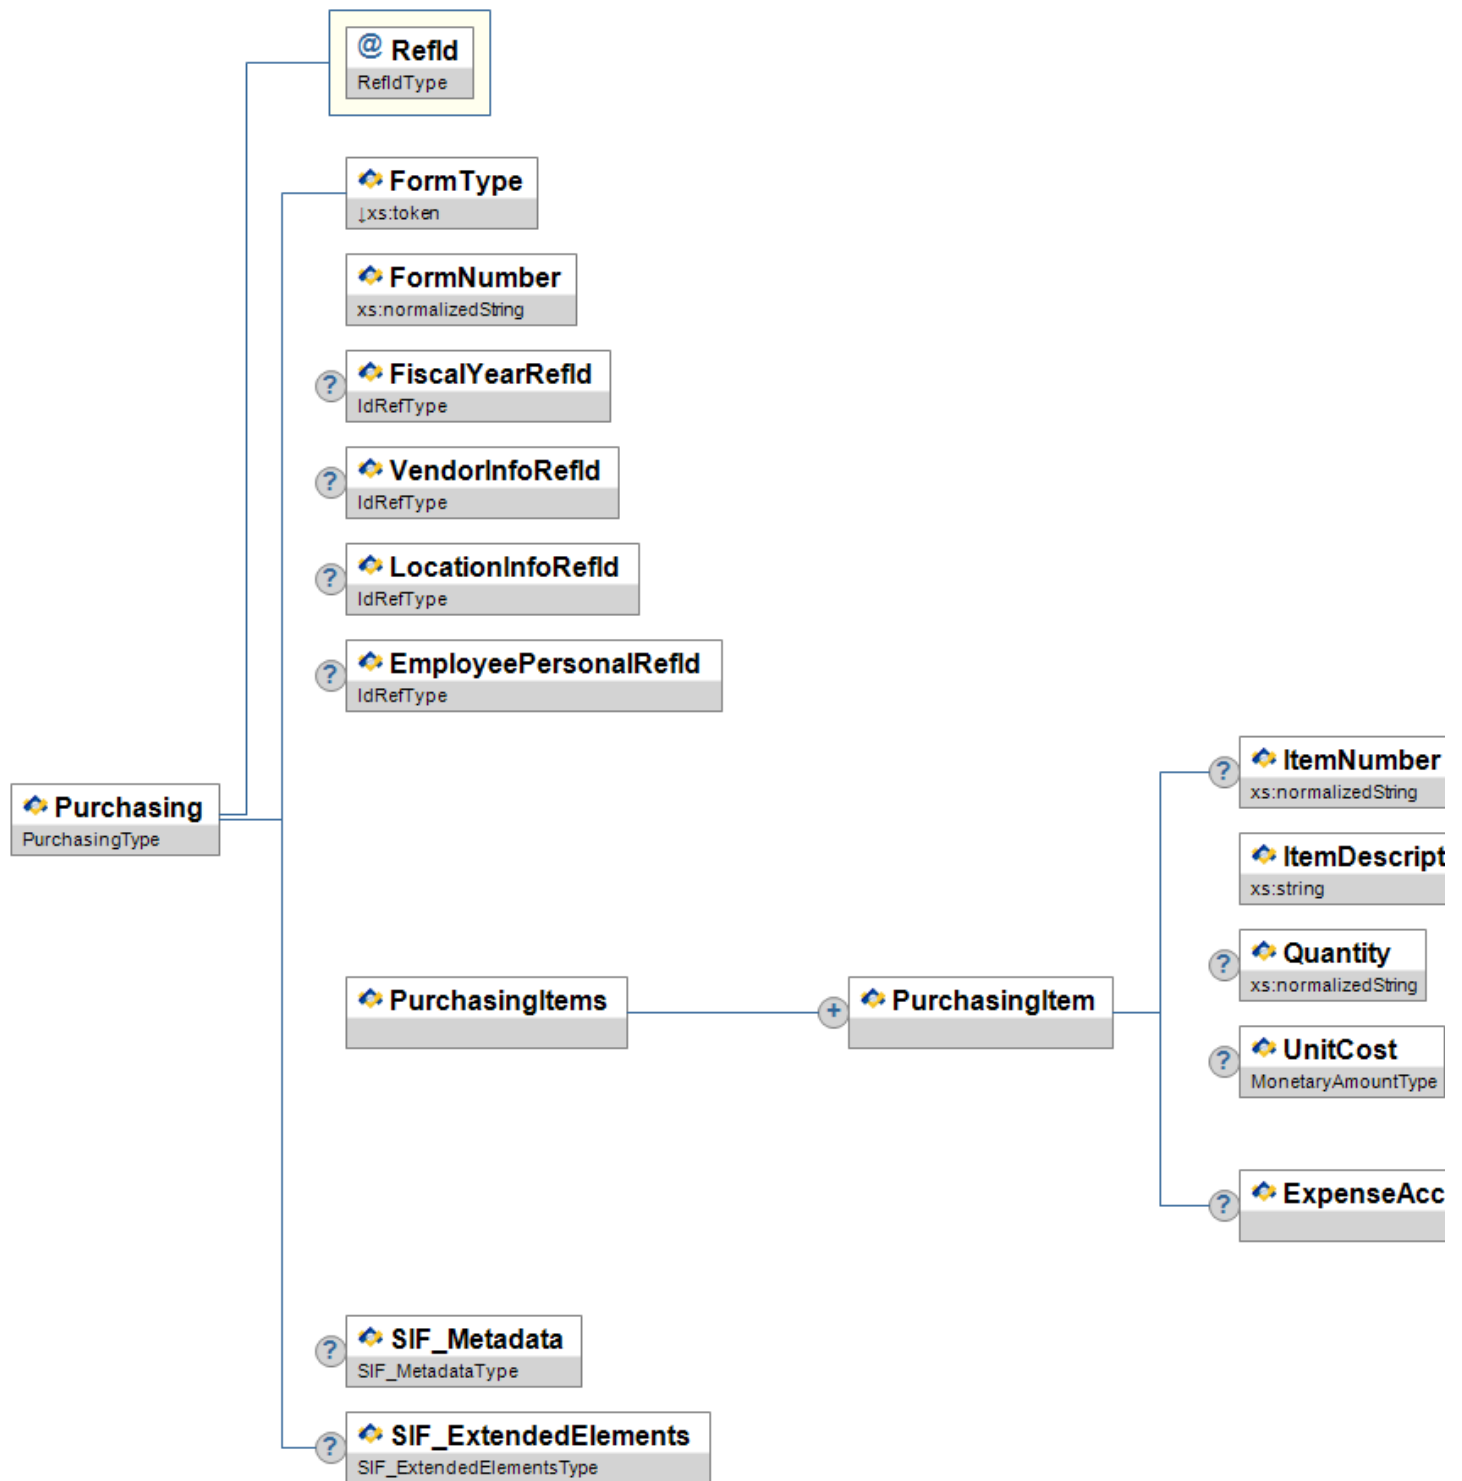 @ RefId
RefIdType
FormType
↓xs:token
FormNumber
xs:normalizedString
? FiscalYearRefId
IdRefType
? VendorInfoRefId
IdRefType
? LocationInfoRefId
IdRefType
? EmployeePersonalRefId
IdRefType
Purchasing
PurchasingType
PurchasingItems
+ PurchasingItem
? ItemNumber
xs:normalizedString
ItemDescript
xs:string
? Quantity
xs:normalizedString
? UnitCost
MonetaryAmountType
? ExpenseAcc
? SIF_Metadata
SIF_MetadataType
? SIF_ExtendedElements
SIF_ExtendedElementsType